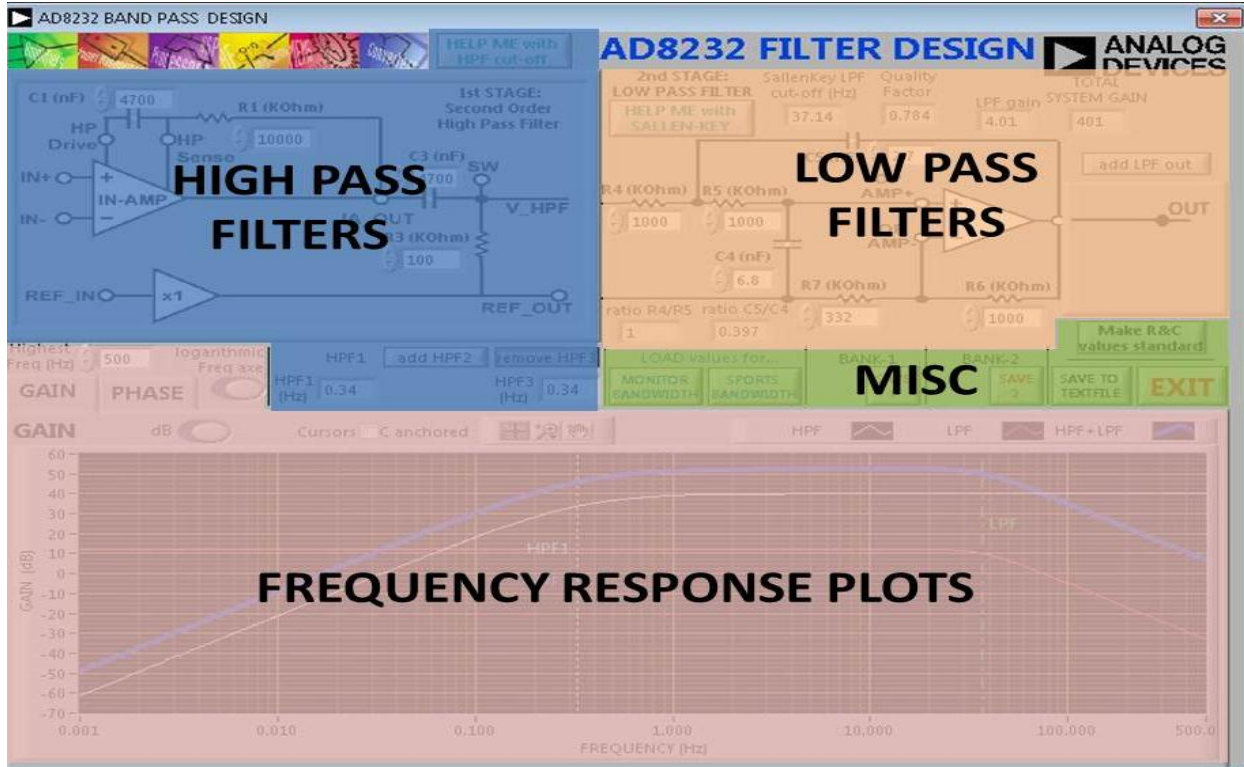 AD8232 BAND PASS DESIGN
HELP ME with
HPF cut-off
AD8232 FILTER DESIGN
ANALOG
DEVICES
C1 (nF)
4700
R1 (KOhm)
10000
1st STAGE:
Second Order
High Pass Filter
HP
Drive
HP
Sense
C3 (nF)
4700
SW
IN+
IN-AMP
IN-
IA_OUT
V_HPF
R3 (KOhm)
100
REF_IN
x1
REF_OUT
HIGH PASS
FILTERS
2nd STAGE:
LOW PASS FILTER
HELP ME with
SALLEN-KEY
SallenKey LPF
cut-off (Hz)
37.14
Quality
Factor
0.784
LPF gain
4.01
TOTAL
SYSTEM GAIN
401
add LPF out
R4 (KOhm)
1000
R5 (KOhm)
1000
AMP+
AMP-
OUT
C4 (nF)
6.8
R7 (KOhm)
332
R6 (KOhm)
1000
ratio R4/R5
1
ratio C5/C4
0.397
LOW PASS
FILTERS
Make R&C
values standard
Highest
Freq (Hz)
500
logarithmic
Freq axe
HPF1
add HPF2
remove HPF3
LOAD values for...
BANK-1
BANK-2
GAIN
PHASE
HPF1
(Hz)
0.34
HPF3
(Hz)
0.34
MONITOR
BANDWIDTH
SPORTS
BANDWIDTH
MISC
SAVE
2
SAVE TO
TEXTFILE
EXIT
GAIN
dB
Cursors
C anchored
HPF
LPF
HPF+LPF
60
50
40
30
20
10
0
-10
-20
-30
-40
-50
-60
-70
GAIN (dB)
HPF1
LPF
FREQUENCY RESPONSE PLOTS
0.001
0.010
0.100
1.000
10.000
100.000
500.0
FREQUENCY (Hz)